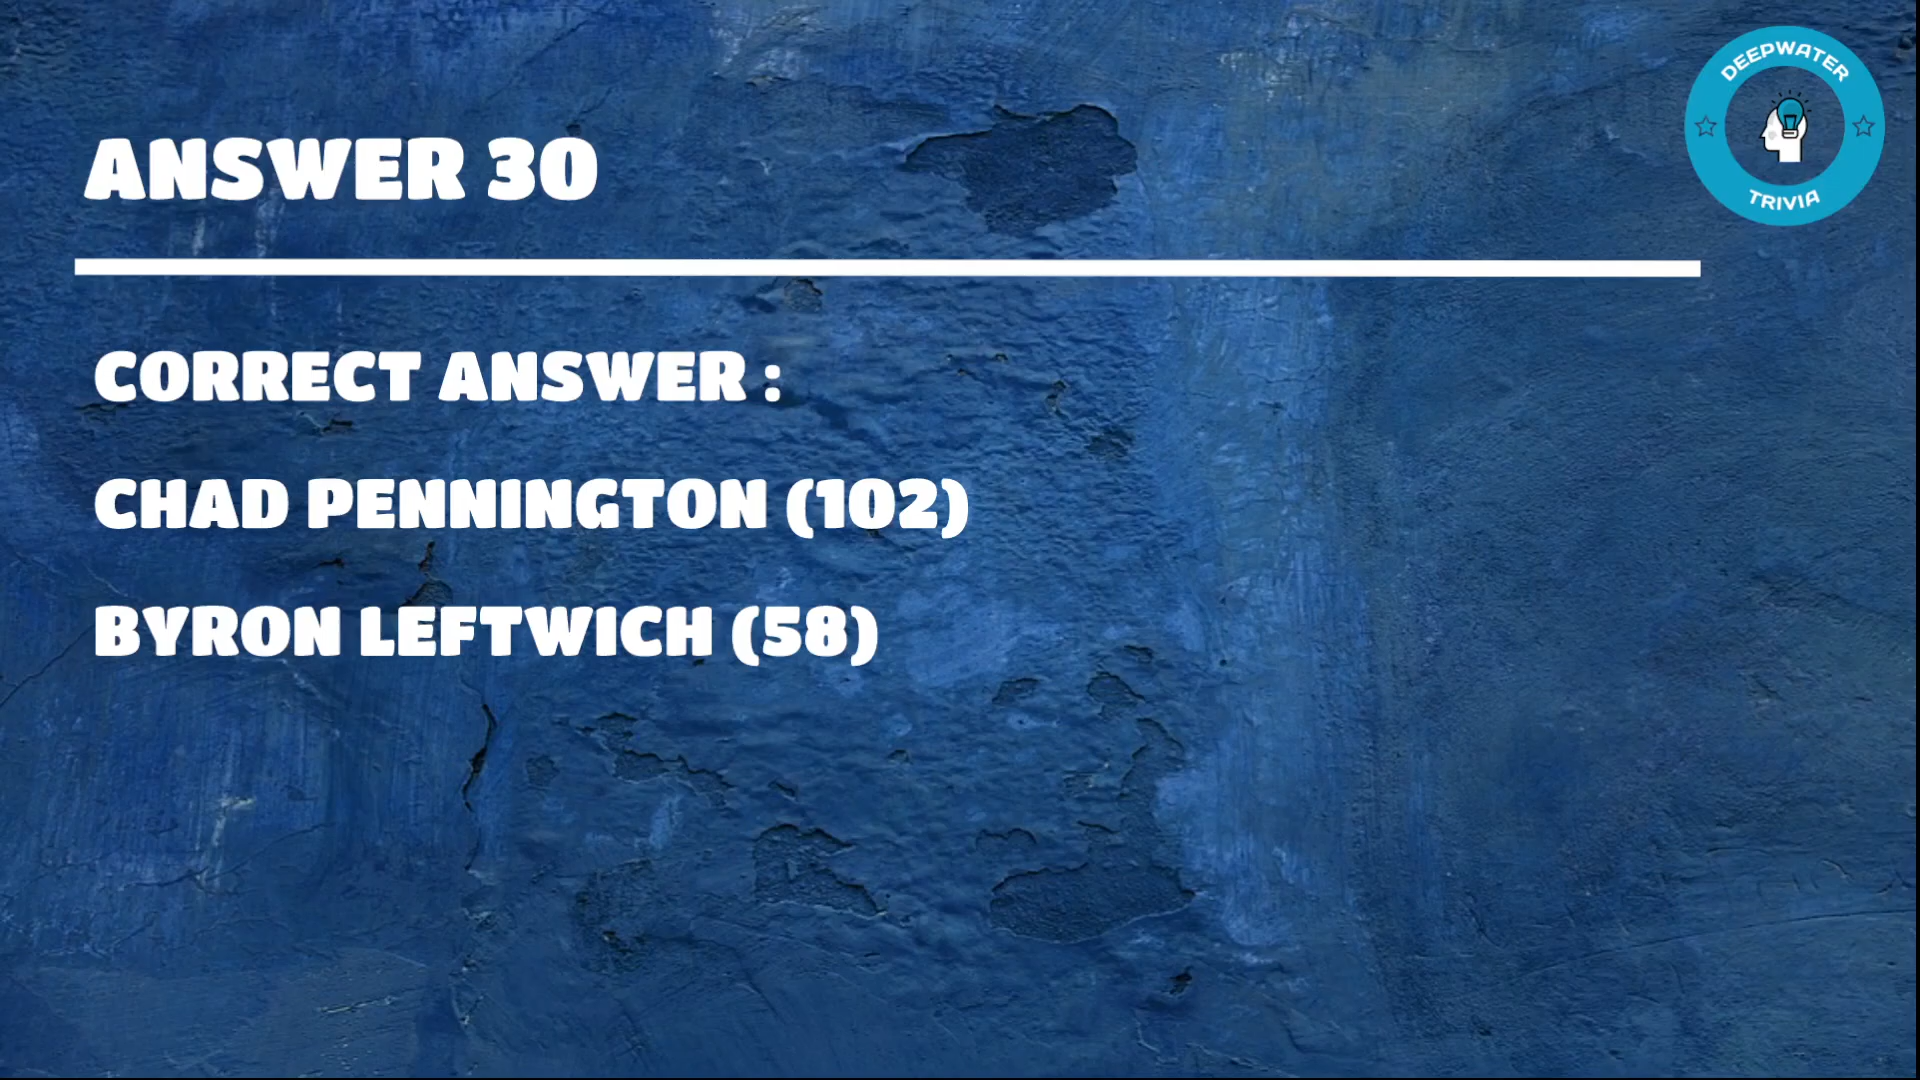 DEEPWATER
TRIVIA
ANSWER 30
CORRECT ANSWER :
CHAD PENNINGTON (102)
BYRON LEFTWICH (58)